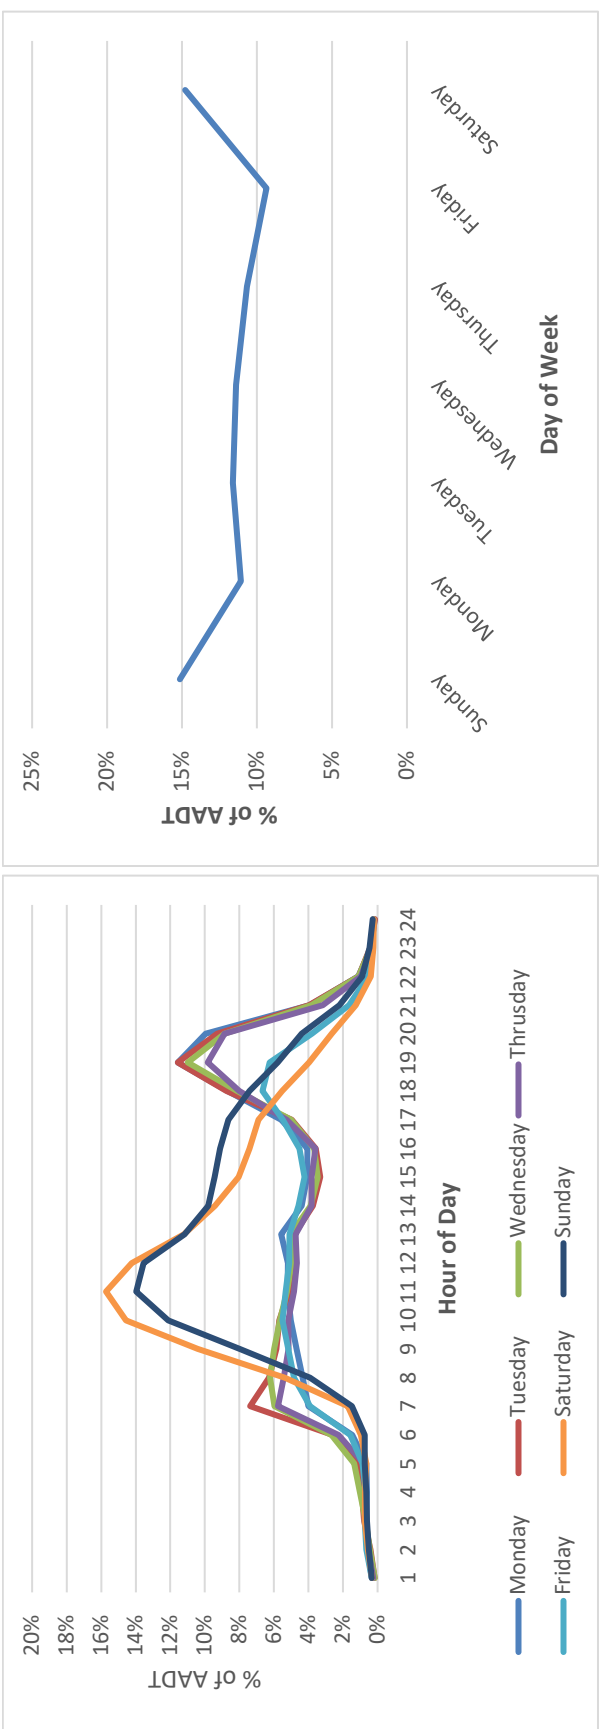 20%
18%
16%
14%
12%
10%
8%
6%
4%
2%
0%
% of AADT
1 2 3 4 5 6 7 8 9 10 11 12 13 14 15 16 17 18 19 20 21 22 23 24
Hour of Day
Monday Tuesday Wednesday Thrusday
Friday Saturday Sunday
25%
20%
15%
10%
5%
0%
% of AADT
Sunday Monday Tuesday Wednesday Thursday Friday Saturday
Day of Week